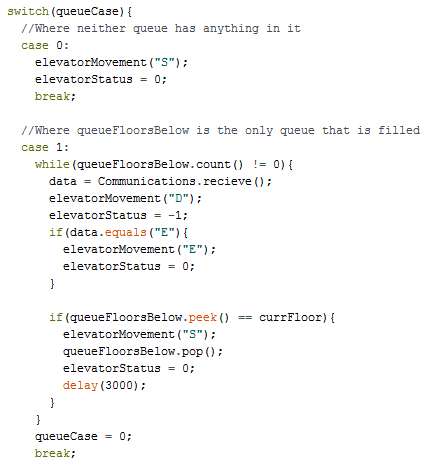 switch(queueCase){
//Where neither queue has anything in it
case 0:
elevatorMovement("S");
elevatorStatus = 0;
break;
//Where queueFloorsBelow is the only queue that is filled
case 1:
while(queueFloorsBelow.count() != 0){
data = Communications.recieve();
elevatorMovement("D");
elevatorStatus = -1;
if(data.equals("E"){
elevatorMovement("E");
elevatorStatus = 0;
}
if(queueFloorsBelow.peek() == currFloor){
elevatorMovement("S");
queueFloorsBelow.pop();
elevatorStatus = 0;
delay(3000);
}
}
queueCase = 0;
break;